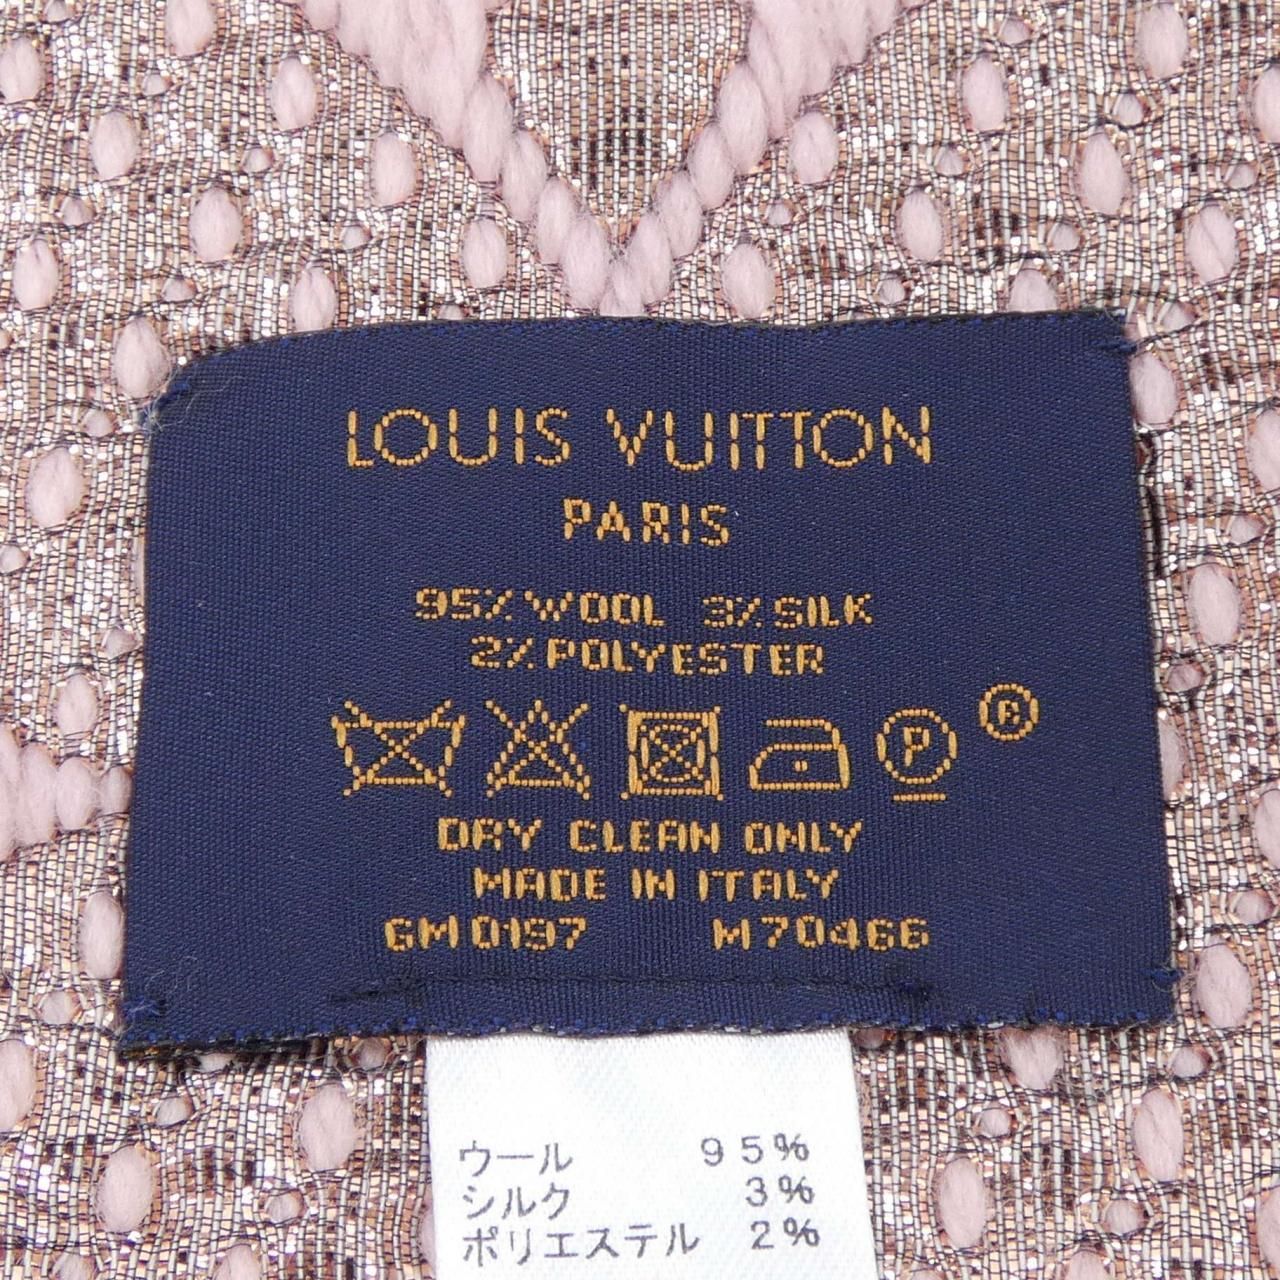 LOUIS VUITTON
PARIS
95% WOOL 3% SILK
2% POLYESTER
P ®
DRY CLEAN ONLY
MADE IN ITALY
GM0197 M70466
ウール 95%
シルク 3%
ポリエステル 2%